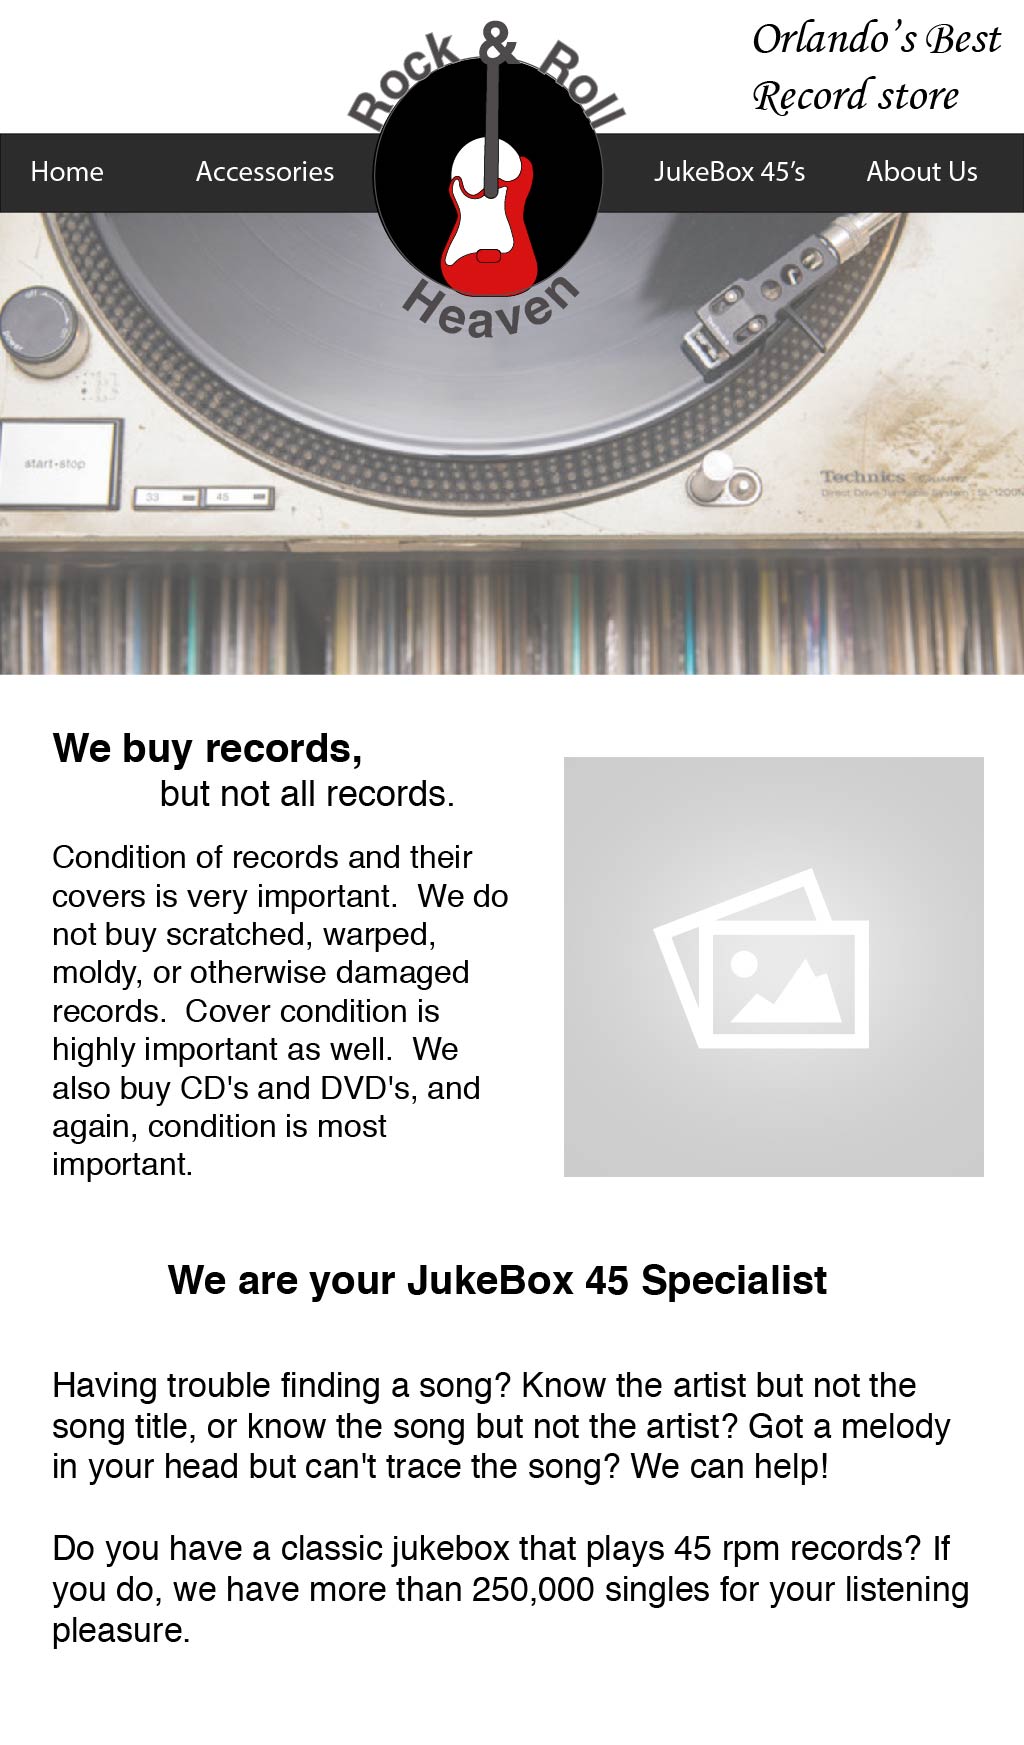 Orlando’s Best
Record store
Rock & Roll
Home
Accessories
JukeBox 45’s
About Us
Heaven
off
Power
start•stop
33
45
Technics
We buy records,
but not all records.
Condition of records and their
covers is very important.  We do
not buy scratched, warped,
moldy, or otherwise damaged
records.  Cover condition is
highly important as well.  We
also buy CD's and DVD's, and
again, condition is most
important.
We are your JukeBox 45 Specialist
Having trouble finding a song? Know the artist but not the
song title, or know the song but not the artist? Got a melody
in your head but can't trace the song? We can help!
Do you have a classic jukebox that plays 45 rpm records? If
you do, we have more than 250,000 singles for your listening
pleasure.